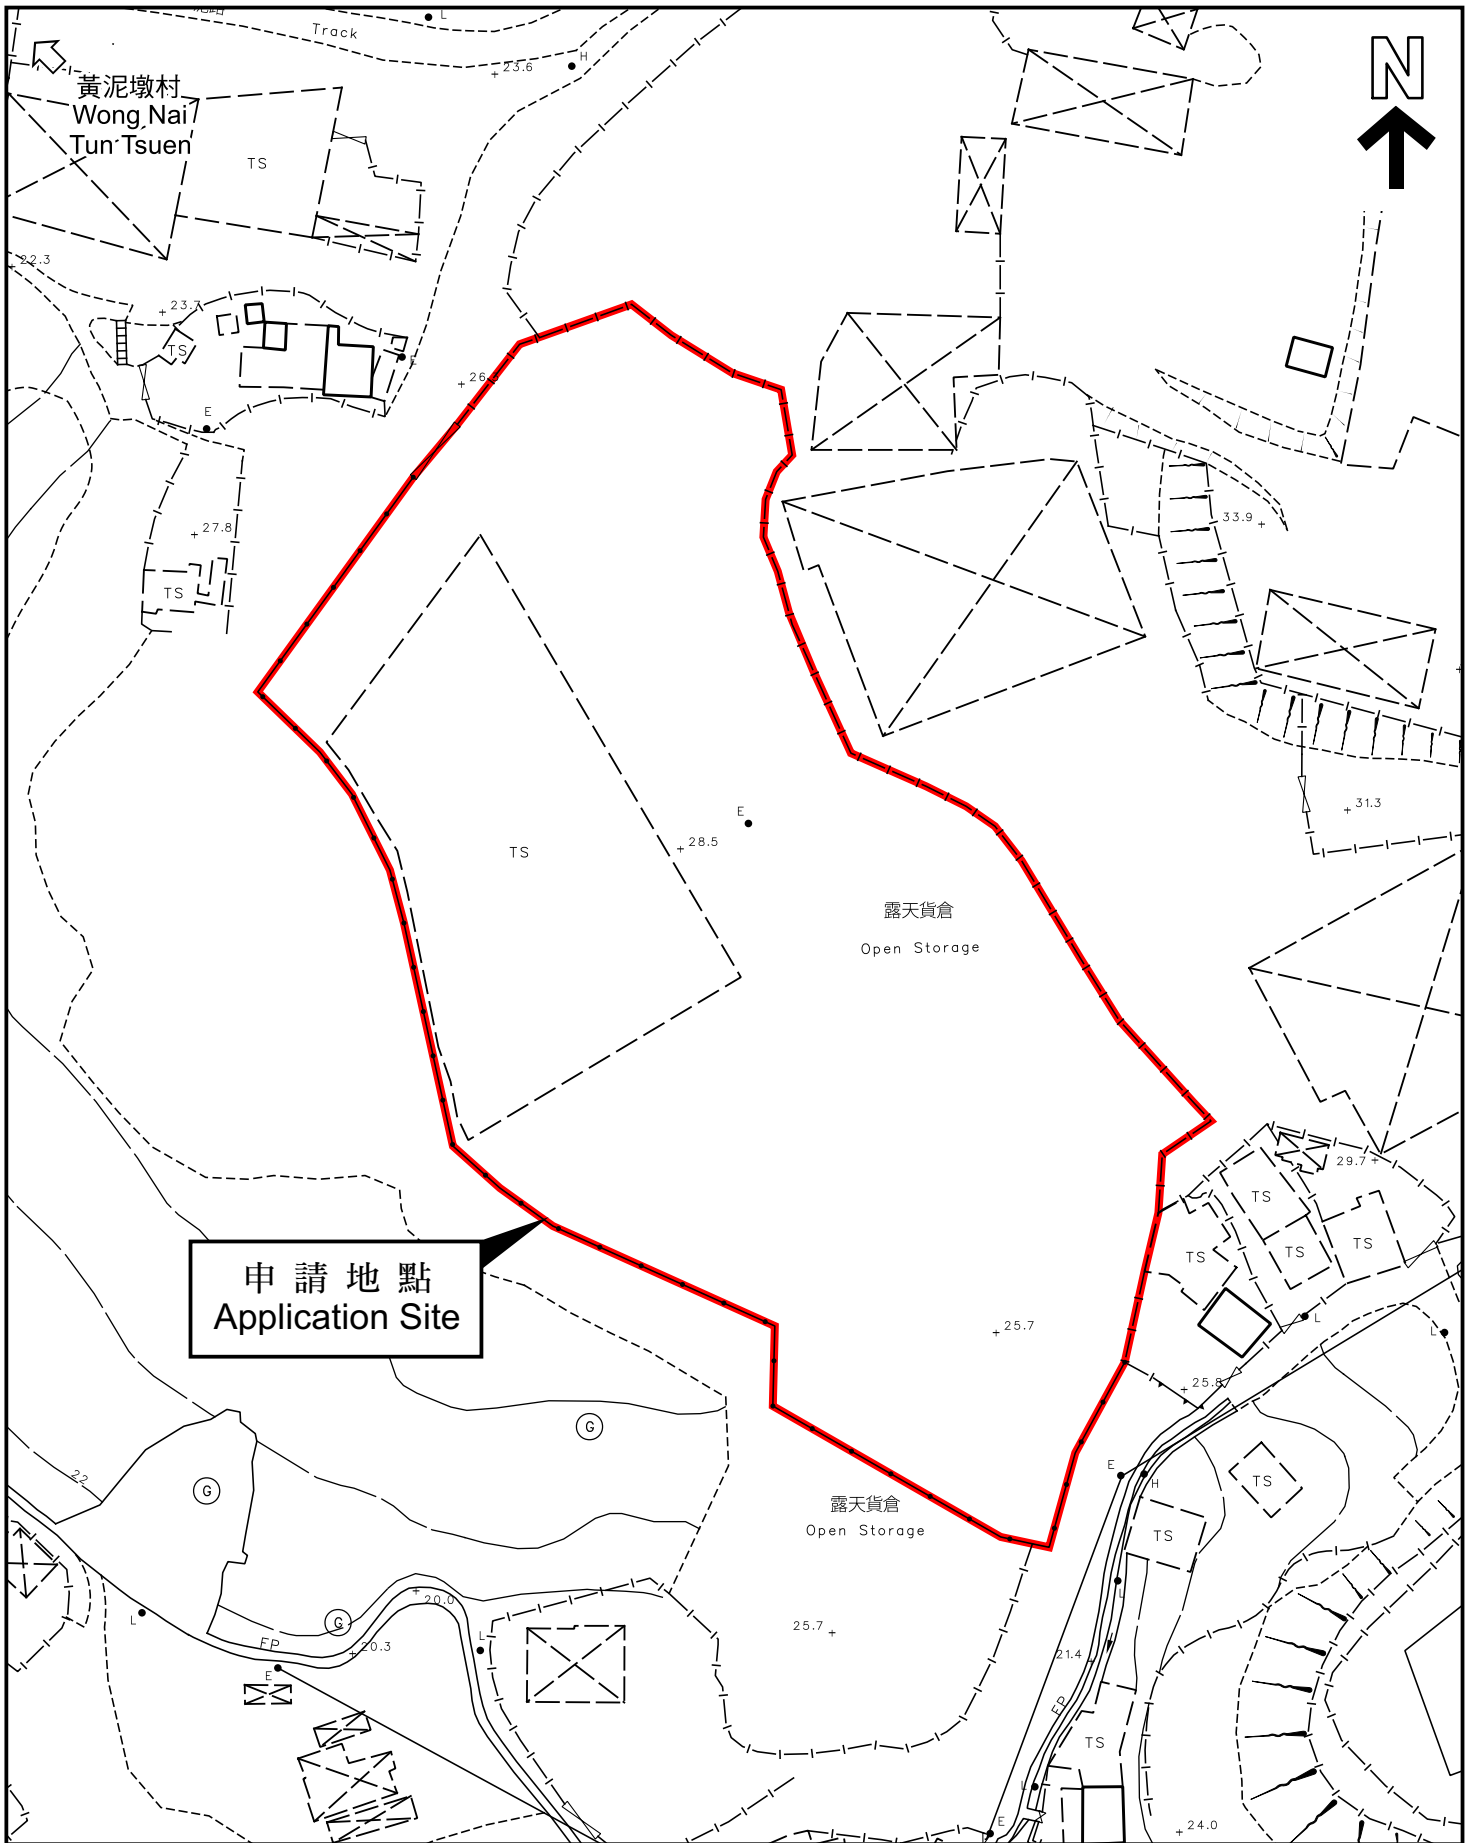 L
Track
H
23.6
N
黃泥墩村
Wong Nai
Tun Tsuen
TS
22.3
23.7
TS
E
26.3
E
27.8
33.9
TS
31.3
E
28.5
TS
露天貨倉
Open Storage
29.7
TS
TS
TS
TS
申請地點
Application Site
25.7
L
L
25.8
G
E
H
22
G
TS
露天貨倉
Open Storage
TS
L
20.0
G
L
FP
20.3
L
25.7
E
21.4
FP
TS
L
E
24.0